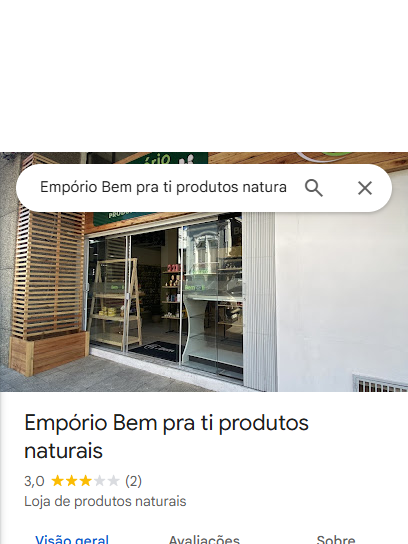 Empório Bem pra ti produtos natura
Empório Bem pra ti produtos
naturais
3,0 (2)
Loja de produtos naturais
Visão geral Avaliações Sobre